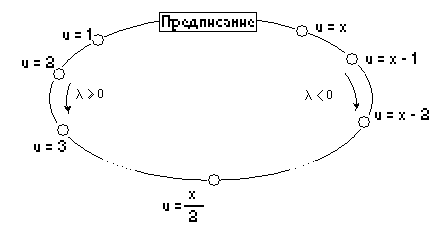 Предписание
u = 1
u = x
u = 2
u = x - 1
λ ≥ 0
λ < 0
u = x - 2
u = 3
u = x/2